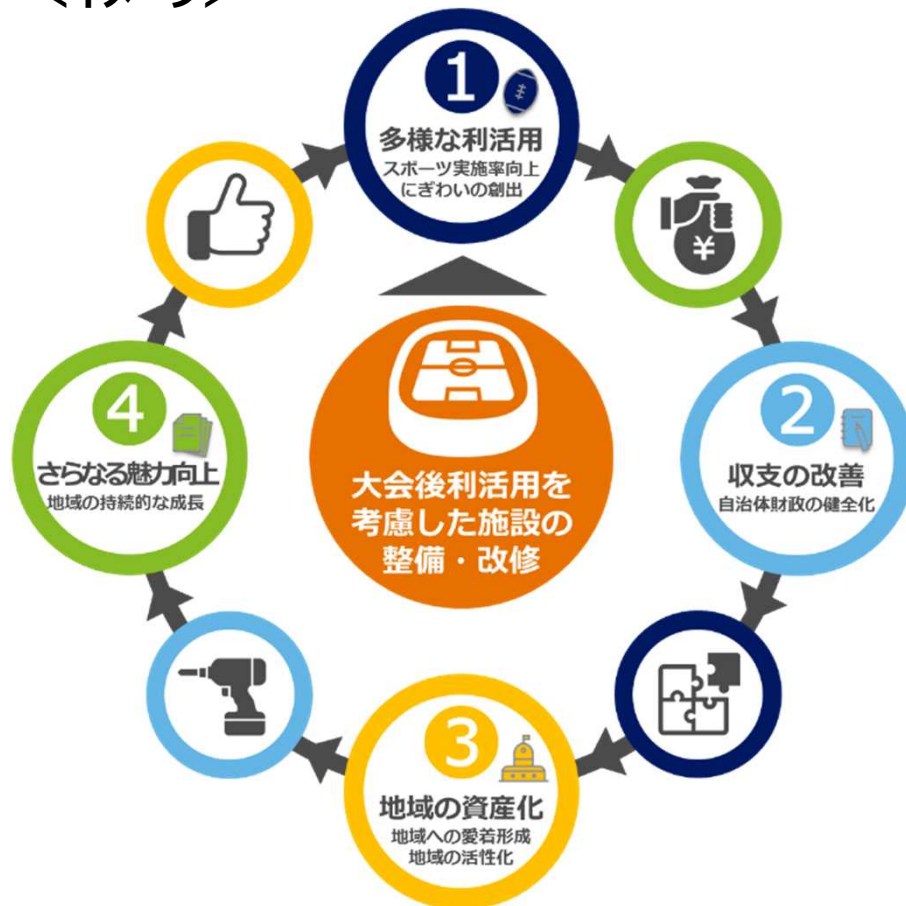 1
多様な利活用
スポーツ実施率向上
にぎわいの創出
¥
2
収支の改善
自治体財政の健全化
3
地域の資産化
地域への愛着形成
地域の活性化
4
さらなる魅力向上
地域の持続的な成長
大会後利活用を
考慮した施設の
整備・改修